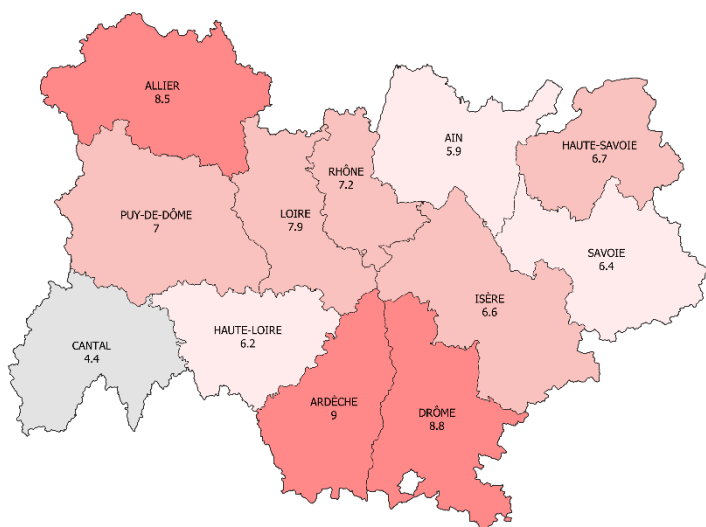 ALLIER
8.5
AIN
5.9
HAUTE-SAVOIE
6.7
RHÔNE
7.2
PUY-DE-DÔME
7
LOIRE
7.9
SAVOIE
6.4
ISÈRE
6.6
HAUTE-LOIRE
6.2
CANTAL
4.4
ARDÈCHE
9
DRÔME
8.8